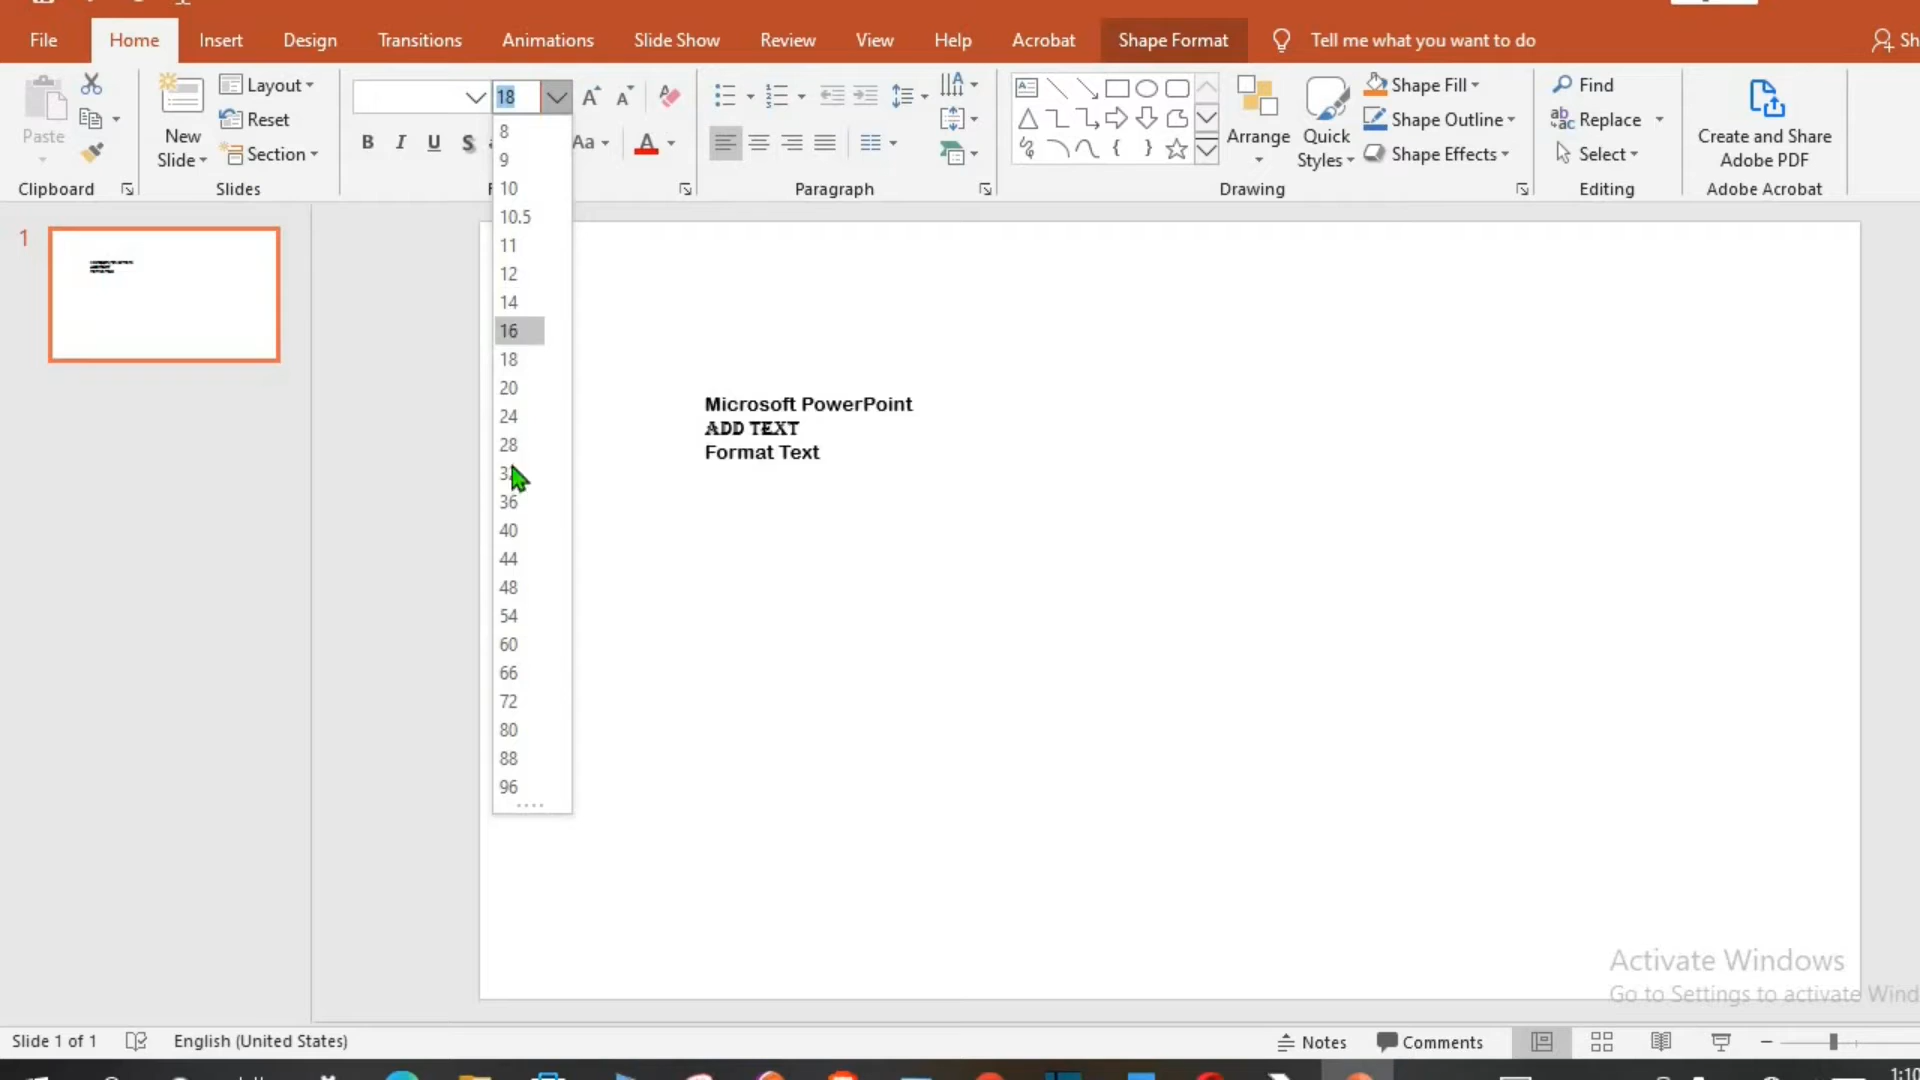 File Home Insert Design Transitions Animations Slide Show Review View Help Acrobat Shape Format Tell me what you want to do
Paste
Clipboard
New
Slide
Layout
Reset
Section
Slides
18
B I U S Aa A
Paragraph
Arrange
Quick
Styles
Shape Fill
Shape Outline
Shape Effects
Drawing
Find
Replace
Select
Editing
Create and Share
Adobe PDF
Adobe Acrobat
8
9
10
10.5
11
12
14
16
18
20
24
28
36
40
44
48
54
60
66
72
80
88
96
1
Microsoft PowerPoint
ADD TEXT
Format Text
Activate Windows
Go to Settings to activate
Slide 1 of 1 English (United States) Notes Comments